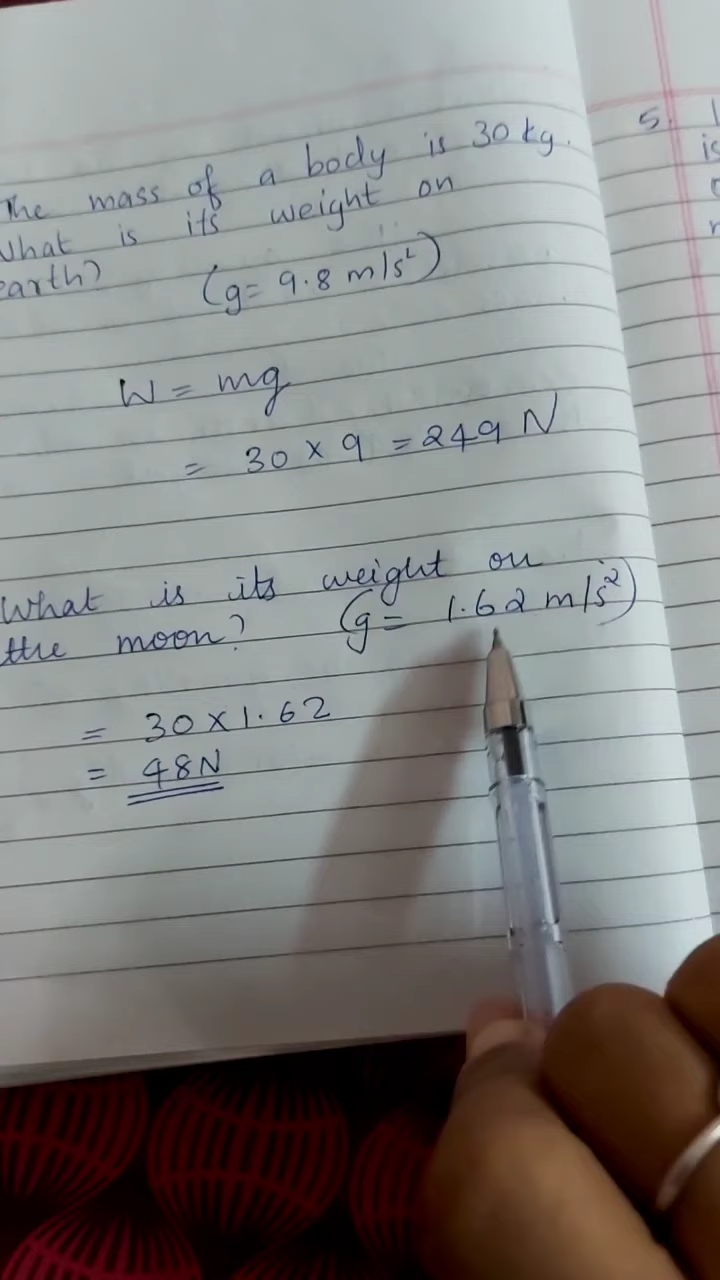 The mass of a body is 30 kg.
What is its weight on
earth? (g = 9.8 m/s²)
W = mg
= 30 × 9 = 249 N
What is its weight on
the moon? (g = 1.62 m/s²)
= 30 × 1.62
= 48N
5.
is